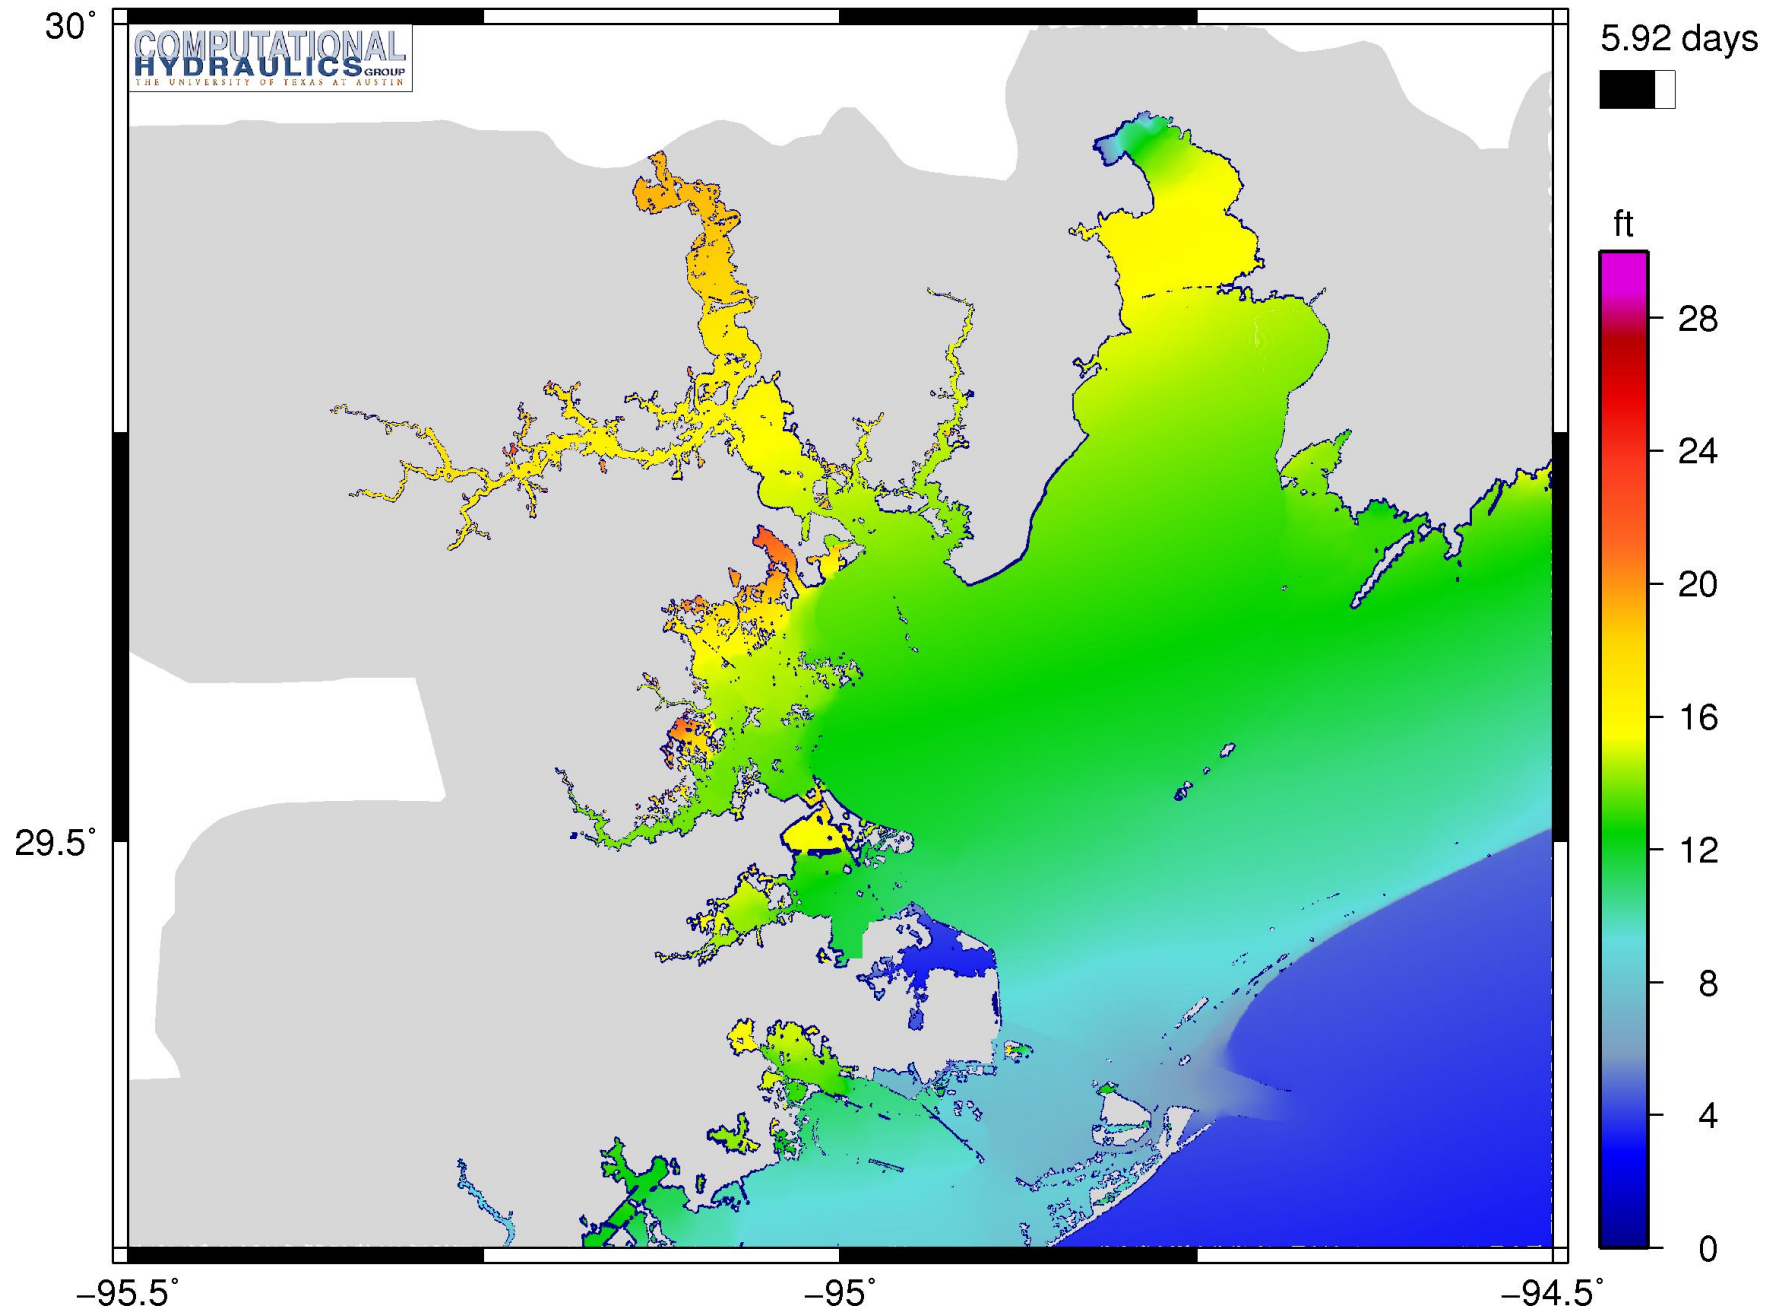 30°
COMPUTATIONAL
HYDRAULICS GROUP
THE UNIVERSITY OF TEXAS AT AUSTIN
5.92 days
ft
28
24
20
16
12
8
4
0
29.5°
−95.5°
−95°
−94.5°